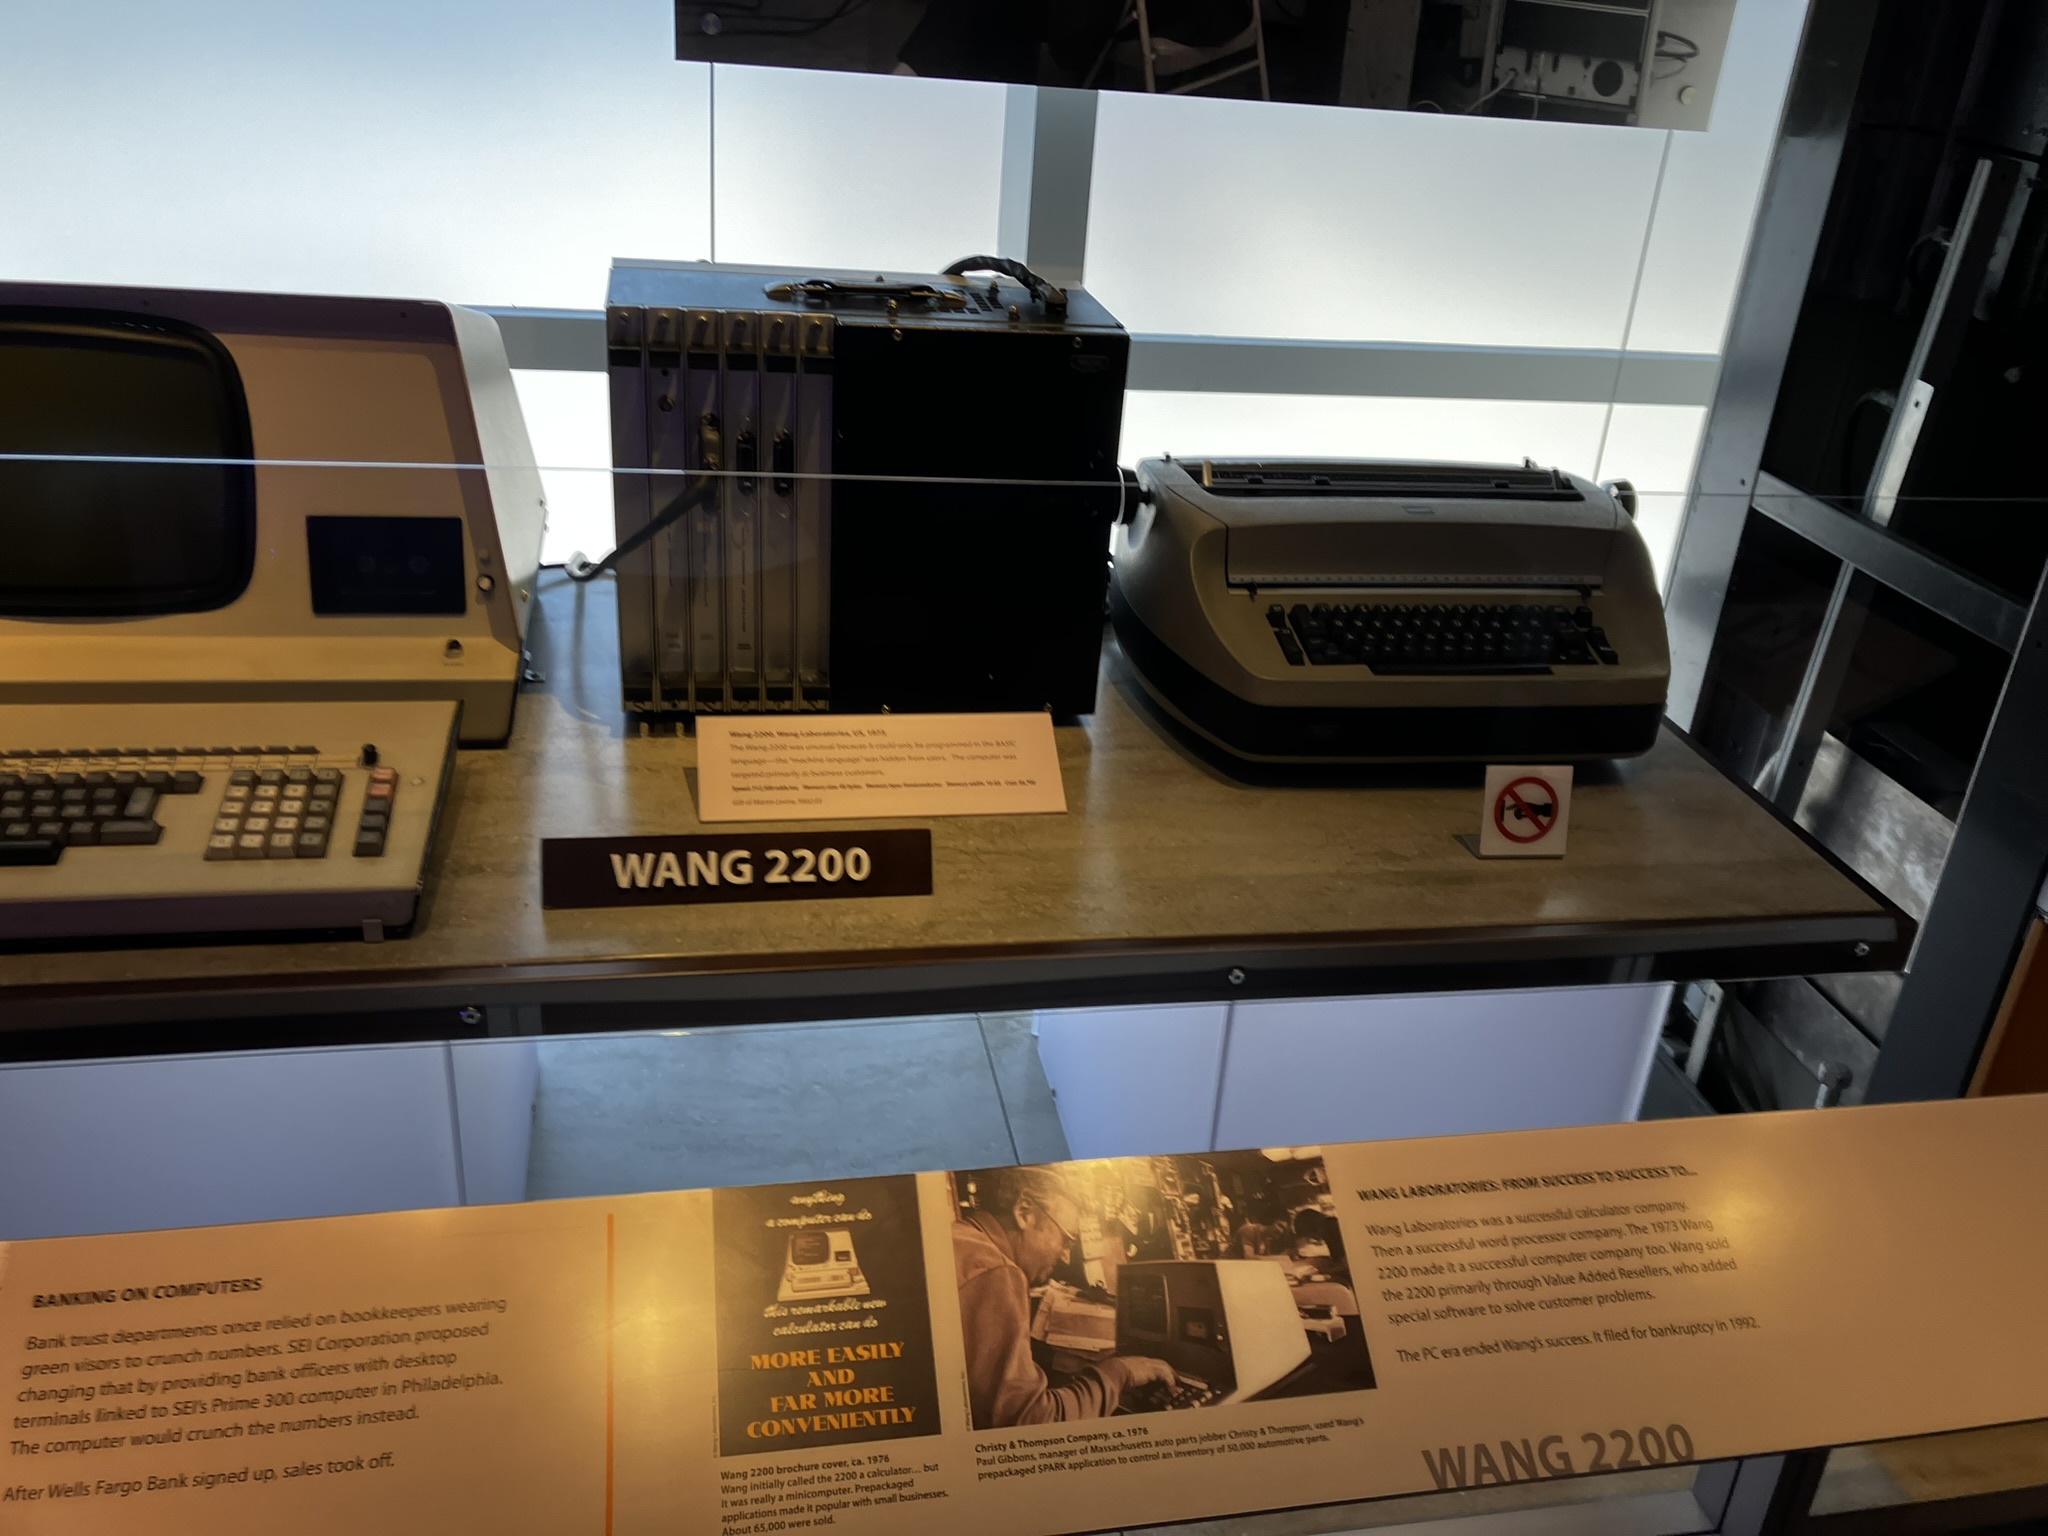 Wang 2200, Wang Laboratories, US, 1973
The Wang 2200 was unusual because it could only be programmed in the BASIC
language—the "machine language" was hidden from users. The computer was
targeted primarily at business customers.
Gift of
WANG 2200
BANKING ON COMPUTERS
Bank trust departments once relied on bookkeepers wearing
green visors to crunch numbers. SEI Corporation proposed
changing that by providing bank officers with desktop
terminals linked to SEI's Prime 300 computer in Philadelphia.
The computer would crunch the numbers instead.
After Wells Fargo Bank signed up, sales took off.
anything
a computer can do
this remarkable new
calculator can do
MORE EASILY
AND
FAR MORE
CONVENIENTLY
Wang 2200 brochure cover, ca. 1976
Wang initially called the 2200 a calculator... but
it was really a minicomputer. Prepackaged
applications made it popular with small businesses.
About 65,000 were sold.
Christy & Thompson Company, ca. 1976
Paul Gibbons, manager of Massachusetts auto parts jobber Christy & Thompson, used Wang's
prepackaged SPARK application to control an inventory of 50,000 automotive parts.
WANG LABORATORIES: FROM SUCCESS TO SUCCESS TO...
Wang Laboratories was a successful calculator company.
Then a successful word processor company. The 1973 Wang
2200 made it a successful computer company too. Wang sold
the 2200 primarily through Value Added Resellers, who added
special software to solve customer problems.
The PC era ended Wang's success. It filed for bankruptcy in 1992.
WANG 2200